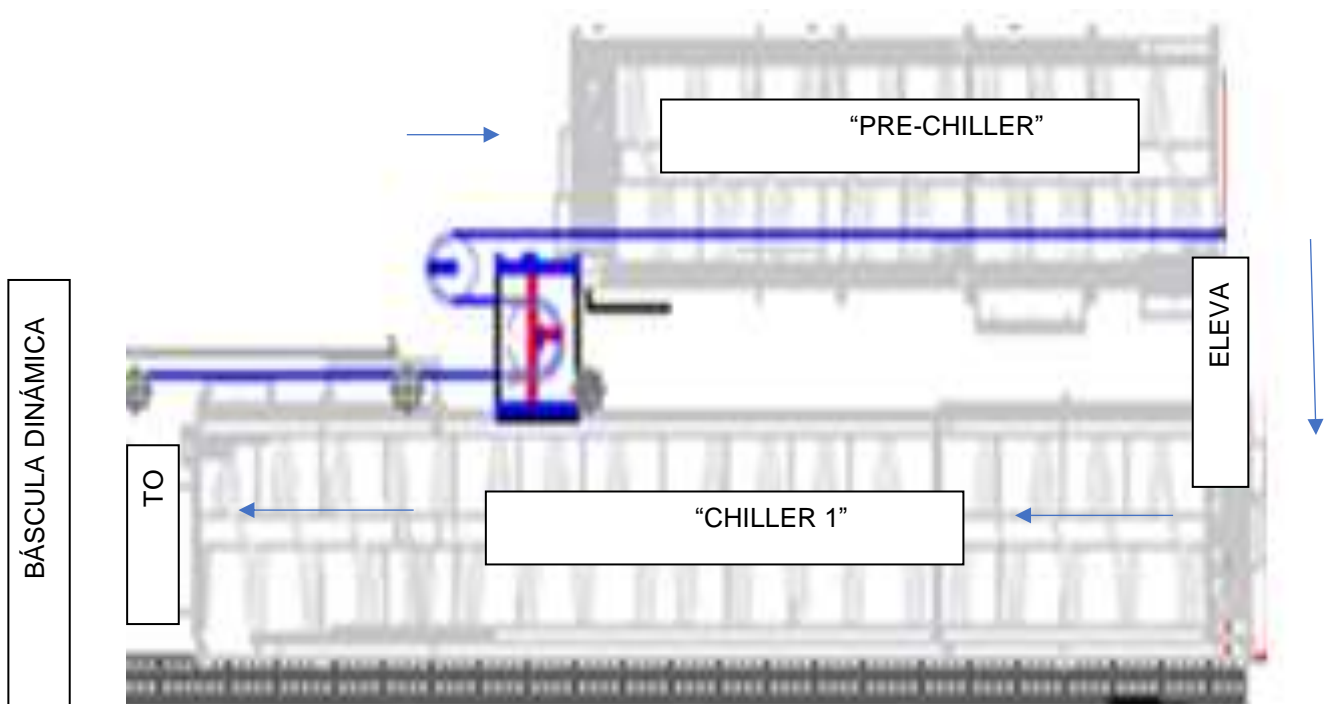 “PRE-CHILLER”
ELEVA
BÁSCULA DINÁMICA
TO
“CHILLER 1”